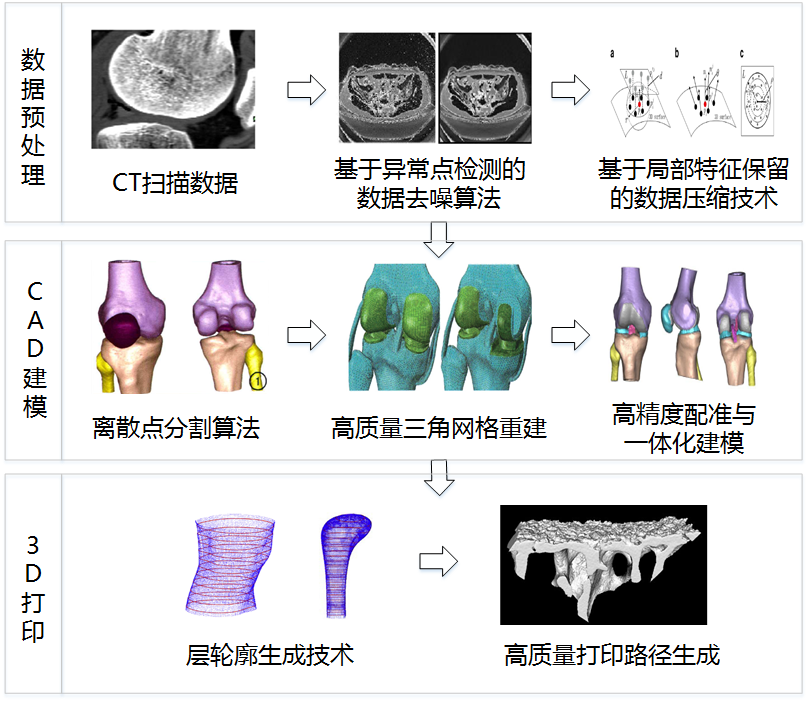 数据预处理
CT扫描数据
基于异常点检测的
数据去噪算法
a
b
c
基于局部特征保留
的数据压缩技术
CAD建模
1
离散点分割算法
高质量三角网格重建
高精度配准与
一体化建模
3D打印
层轮廓生成技术
高质量打印路径生成